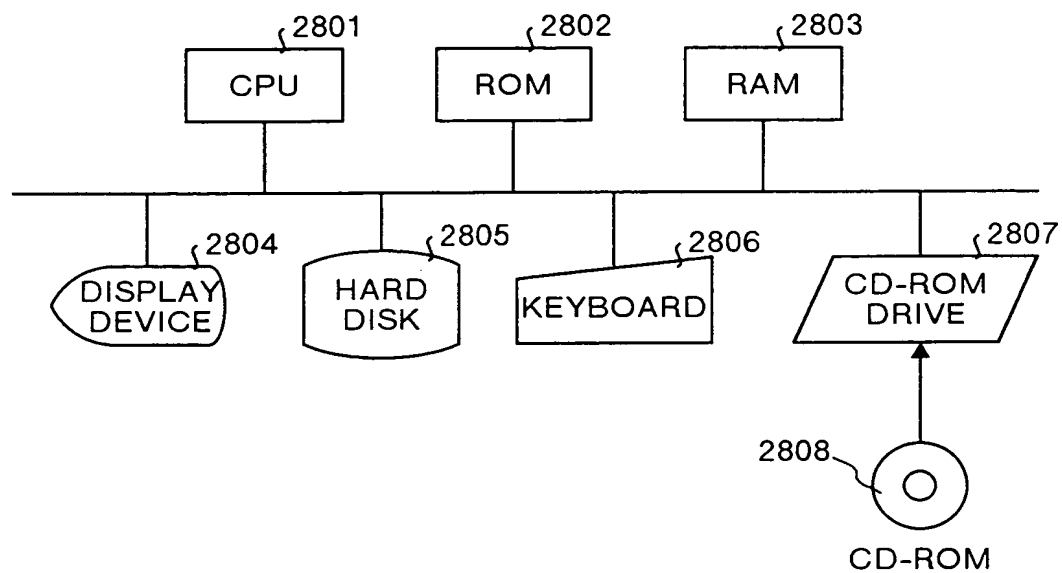 2801
2802
2803
CPU
ROM
RAM
2804
2805
2806
2807
DISPLAY
DEVICE
HARD
DISK
KEYBOARD
CD-ROM
DRIVE
2808
CD-ROM